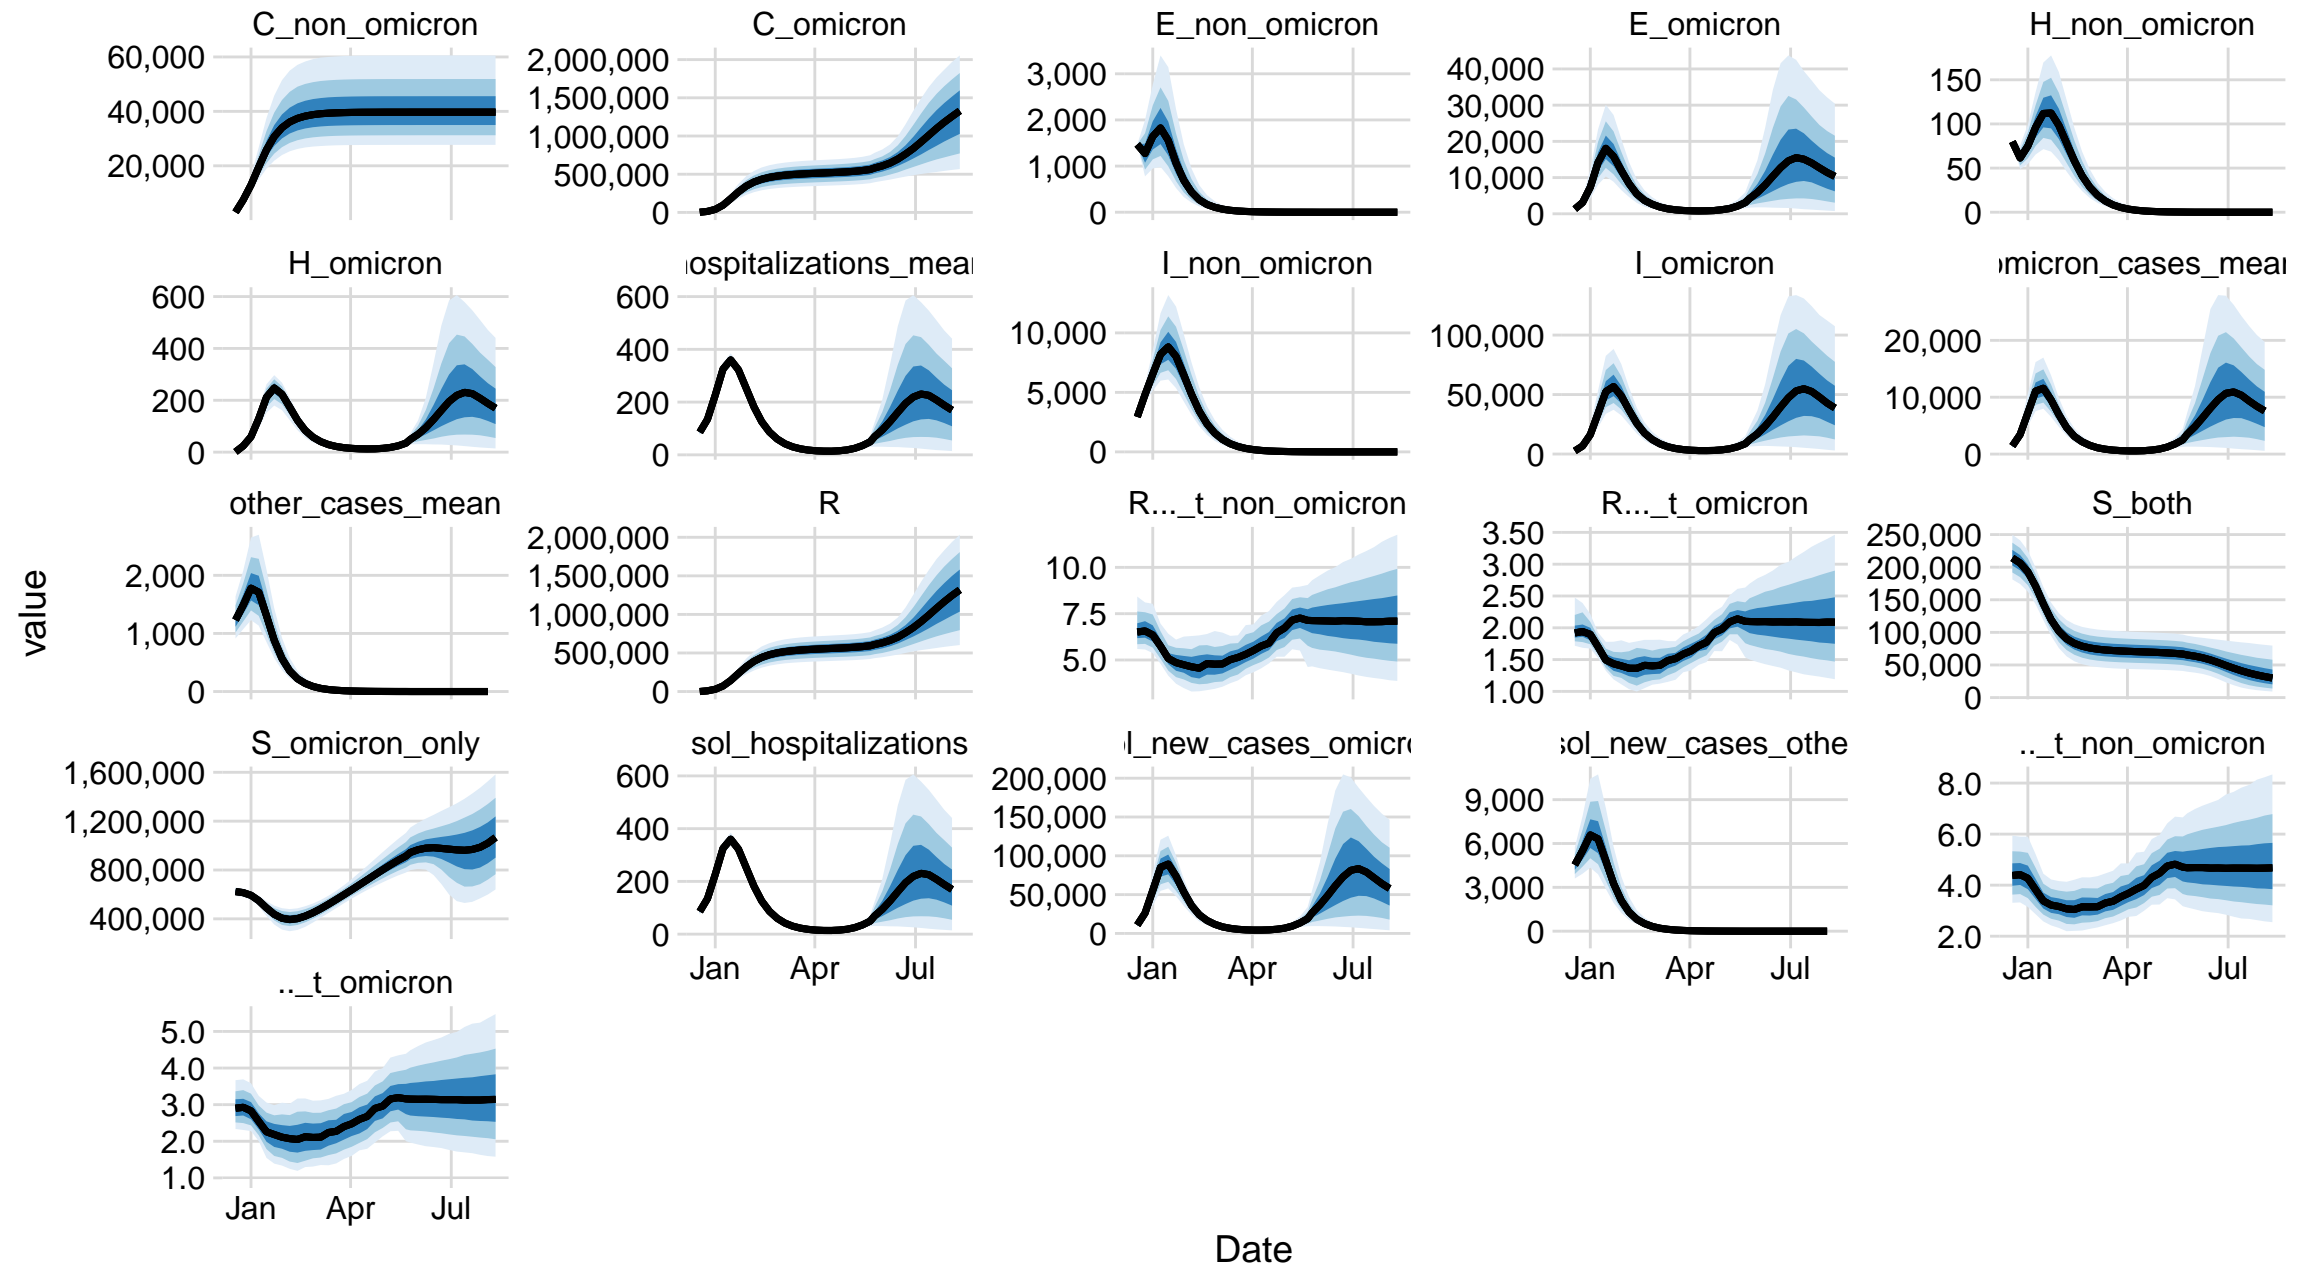 C_non_omicron C_omicron E_non_omicron E_omicron H_non_omicron
60,000 40,000 20,000
2,000,000 1,500,000 1,000,000 500,000 0
3,000 2,000 1,000 0
40,000 30,000 20,000 10,000 0
150 100 50 0
H_omicron ospitalizations_mean I_non_omicron I_omicron omicron_cases_mean
600 400 200 0
600 400 200 0
10,000 5,000 0
100,000 50,000 0
20,000 10,000 0
other_cases_mean R R..._t_non_omicron R..._t_omicron S_both
2,000 1,000 0
2,000,000 1,500,000 1,000,000 500,000 0
10.0 7.5 5.0
3.50 3.00 2.50 2.00 1.50 1.00
250,000 200,000 150,000 100,000 50,000 0
S_omicron_only sol_hospitalizations l_new_cases_omicro sol_new_cases_othe .._t_non_omicron
1,600,000 1,200,000 800,000 400,000
600 400 200 0
200,000 150,000 100,000 50,000 0
9,000 6,000 3,000 0
8.0 6.0 4.0 2.0
Jan Apr Jul Jan Apr Jul Jan Apr Jul Jan Apr Jul
.._t_omicron
5.0 4.0 3.0 2.0 1.0
Jan Apr Jul
value
Date